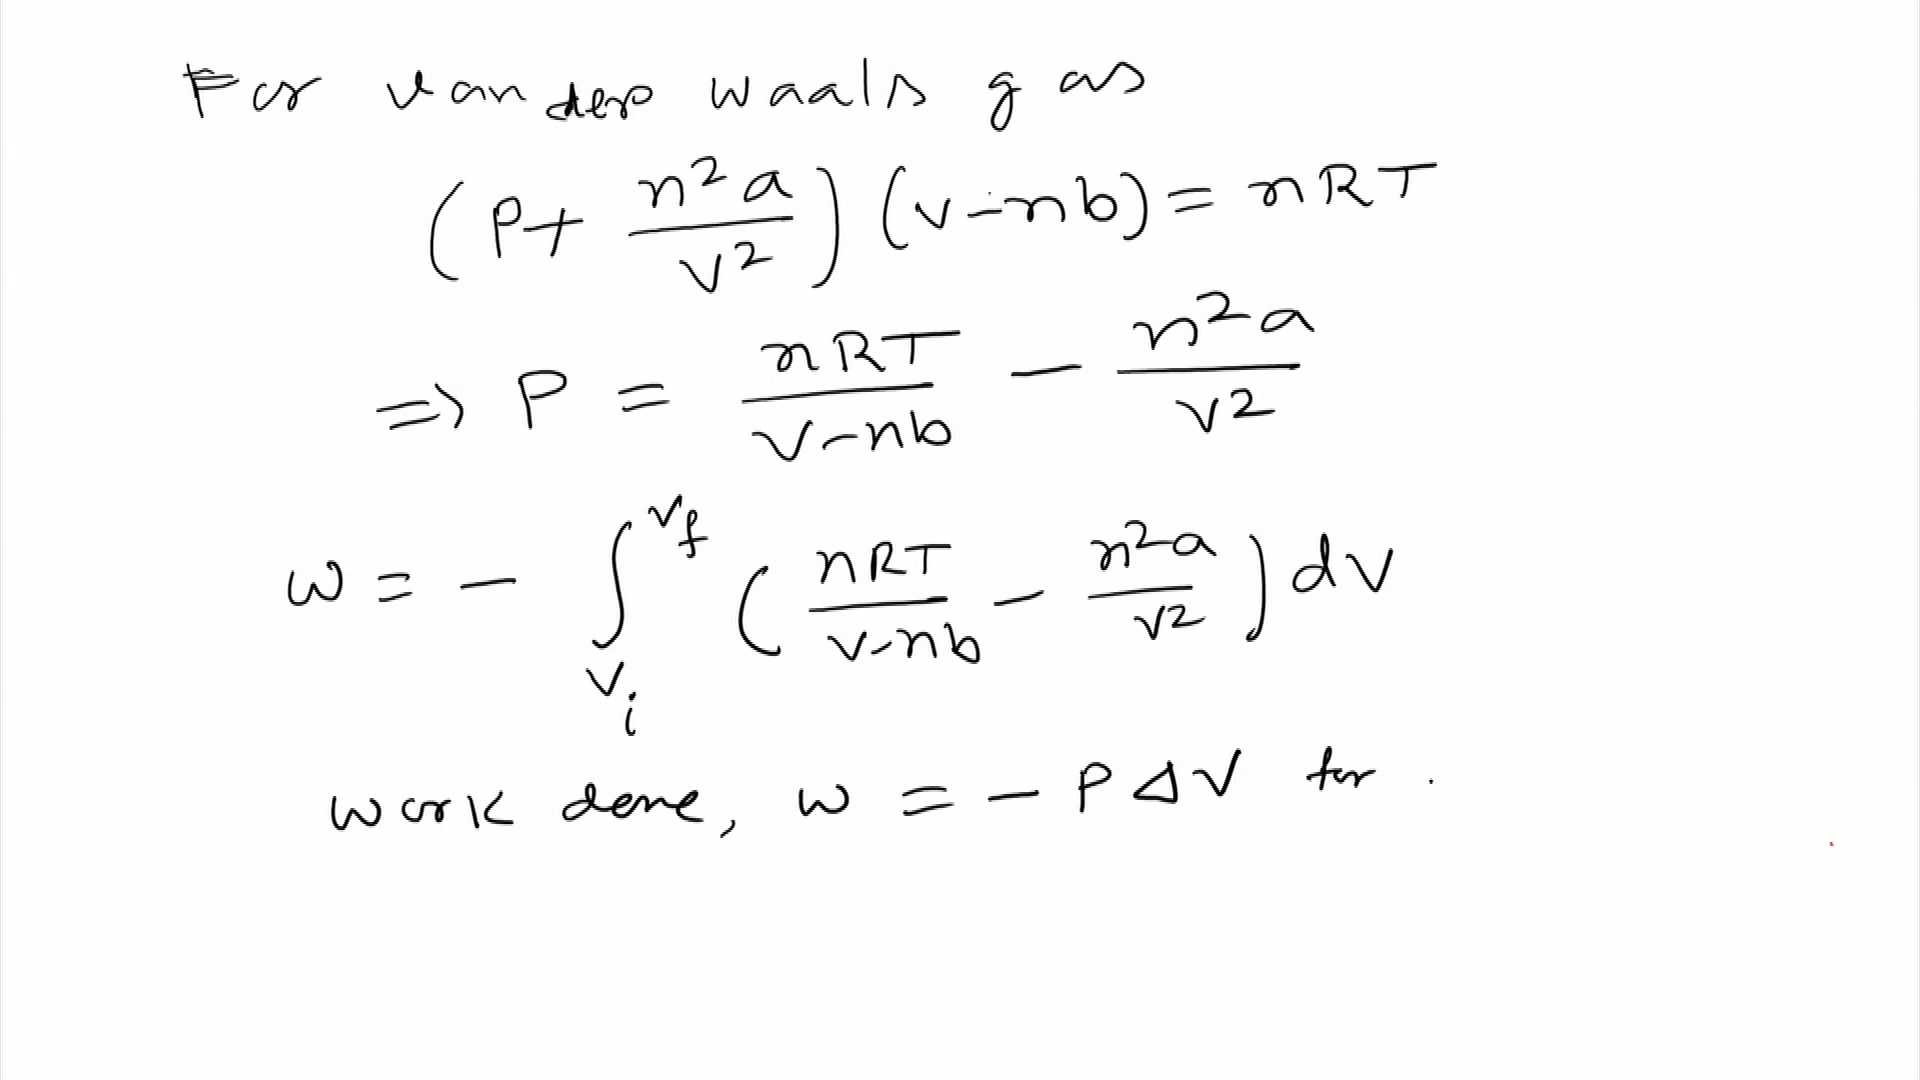 For van der waals gas
(P + n²a/V²) (V-nb) = nRT
=> P = nRT/V-nb - n²a/V²
w = - ∫_{Vi}^{Vf} (nRT/V-nb - n²a/V²) dV
work done, w = - P ΔV for .